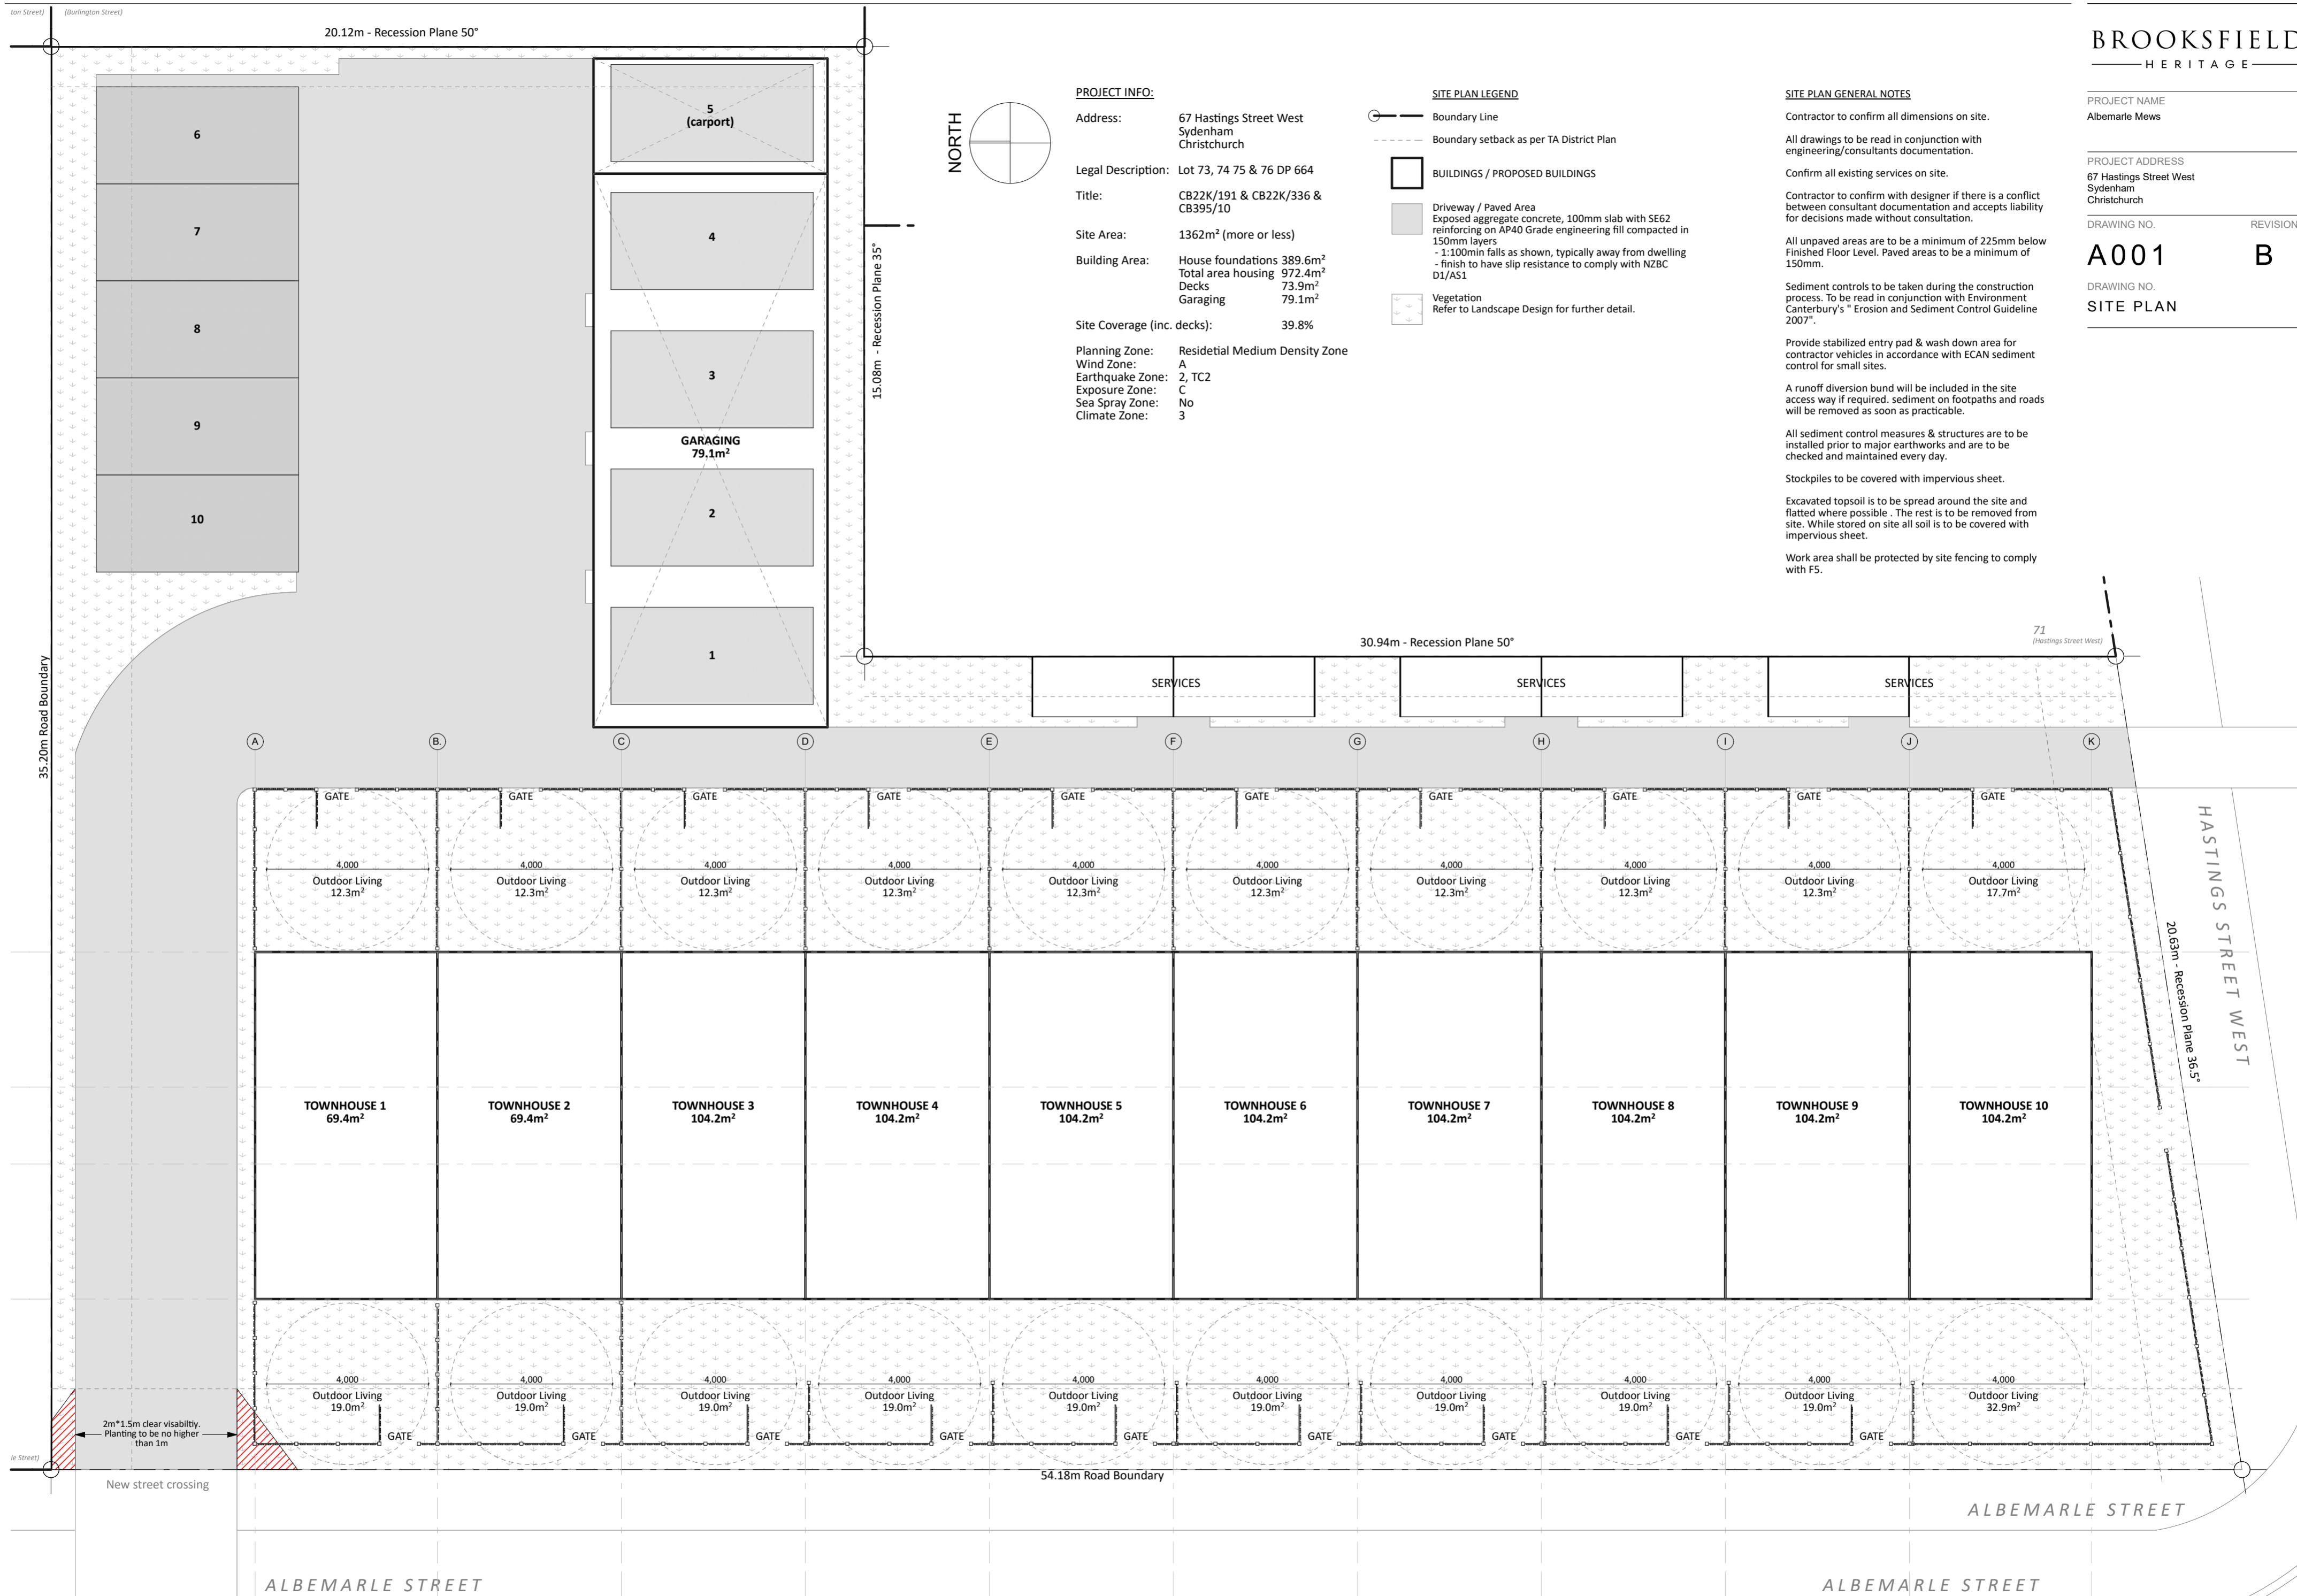 ton Street)
(Burlington Street)
20.12m - Recession Plane 50°
BROOKSFIELD
HERITAGE
PROJECT NAME
Albemarle Mews
PROJECT ADDRESS
67 Hastings Street West
Sydenham
Christchurch
DRAWING NO.
REVISION
A001
B
DRAWING NO.
SITE PLAN
NORTH
PROJECT INFO:
Address: 67 Hastings Street West
Sydenham
Christchurch
Legal Description: Lot 73, 74 75 & 76 DP 664
Title: CB22K/191 & CB22K/336 &
CB395/10
Site Area: 1362m² (more or less)
Building Area: House foundations 389.6m²
Total area housing 972.4m²
Decks 73.9m²
Garaging 79.1m²
Site Coverage (inc. decks): 39.8%
Planning Zone: Residetial Medium Density Zone
Wind Zone: A
Earthquake Zone: 2, TC2
Exposure Zone: C
Sea Spray Zone: No
Climate Zone: 3
SITE PLAN LEGEND
Boundary Line
Boundary setback as per TA District Plan
BUILDINGS / PROPOSED BUILDINGS
Driveway / Paved Area
Exposed aggregate concrete, 100mm slab with SE62
reinforcing on AP40 Grade engineering fill compacted in
150mm layers
- 1:100min falls as shown, typically away from dwelling
- finish to have slip resistance to comply with NZBC
D1/AS1
Vegetation
Refer to Landscape Design for further detail.
SITE PLAN GENERAL NOTES
Contractor to confirm all dimensions on site.
All drawings to be read in conjunction with
engineering/consultants documentation.
Confirm all existing services on site.
Contractor to confirm with designer if there is a conflict
between consultant documentation and accepts liability
for decisions made without consultation.
All unpaved areas are to be a minimum of 225mm below
Finished Floor Level. Paved areas to be a minimum of
150mm.
Sediment controls to be taken during the construction
process. To be read in conjunction with Environment
Canterbury's " Erosion and Sediment Control Guideline
2007".
Provide stabilized entry pad & wash down area for
contractor vehicles in accordance with ECAN sediment
control for small sites.
A runoff diversion bund will be included in the site
access way if required. sediment on footpaths and roads
will be removed as soon as practicable.
All sediment control measures & structures are to be
installed prior to major earthworks and are to be
checked and maintained every day.
Stockpiles to be covered with impervious sheet.
Excavated topsoil is to be spread around the site and
flatted where possible . The rest is to be removed from
site. While stored on site all soil is to be covered with
impervious sheet.
Work area shall be protected by site fencing to comply
with F5.
5
(carport)
4
3
GARAGING
79.1m²
2
1
6
7
8
9
10
15.08m - Recession Plane 35°
35.20m Road Boundary
30.94m - Recession Plane 50°
71
(Hastings Street West)
SERVICES
SERVICES
SERVICES
A
B.
C
D
E
F
G
H
I
J
K
GATE
GATE
GATE
GATE
GATE
GATE
GATE
GATE
GATE
GATE
4,000
Outdoor Living
12.3m²
4,000
Outdoor Living
12.3m²
4,000
Outdoor Living
12.3m²
4,000
Outdoor Living
12.3m²
4,000
Outdoor Living
12.3m²
4,000
Outdoor Living
12.3m²
4,000
Outdoor Living
12.3m²
4,000
Outdoor Living
12.3m²
4,000
Outdoor Living
12.3m²
4,000
Outdoor Living
17.7m²
HASTINGS STREET WEST
20.63m - Recession Plane 36.5°
TOWNHOUSE 1
69.4m²
TOWNHOUSE 2
69.4m²
TOWNHOUSE 3
104.2m²
TOWNHOUSE 4
104.2m²
TOWNHOUSE 5
104.2m²
TOWNHOUSE 6
104.2m²
TOWNHOUSE 7
104.2m²
TOWNHOUSE 8
104.2m²
TOWNHOUSE 9
104.2m²
TOWNHOUSE 10
104.2m²
4,000
Outdoor Living
19.0m²
4,000
Outdoor Living
19.0m²
4,000
Outdoor Living
19.0m²
4,000
Outdoor Living
19.0m²
4,000
Outdoor Living
19.0m²
4,000
Outdoor Living
19.0m²
4,000
Outdoor Living
19.0m²
4,000
Outdoor Living
19.0m²
4,000
Outdoor Living
19.0m²
4,000
Outdoor Living
32.9m²
GATE
GATE
GATE
GATE
GATE
GATE
GATE
GATE
GATE
2m*1.5m clear visabiltiy.
Planting to be no higher
than 1m
le Street)
New street crossing
54.18m Road Boundary
ALBEMARLE STREET
ALBEMARLE STREET
ALBEMARLE STREET